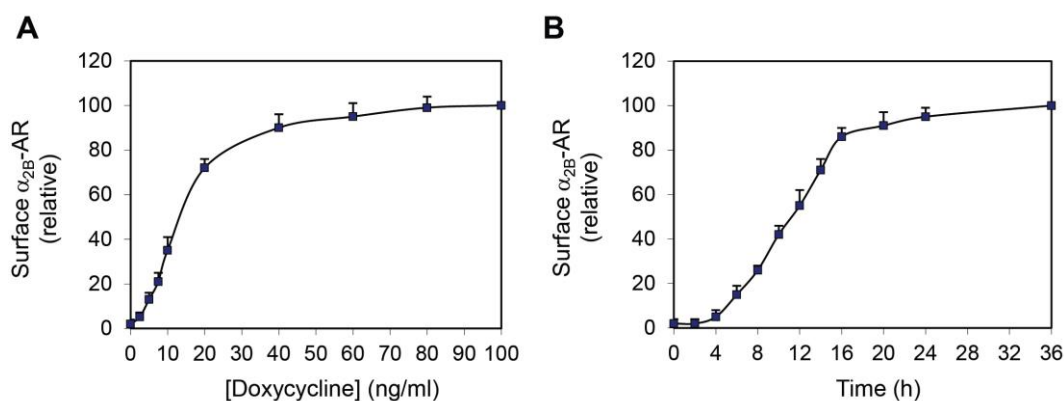 A
120
100
80
60
40
20
0
Surface α2B-AR
(relative)
0 10 20 30 40 50 60 70 80 90 100
[Doxycycline] (ng/ml)
B
120
100
80
60
40
20
0
Surface α2B-AR
(relative)
0 4 8 12 16 20 24 28 32 36
Time (h)